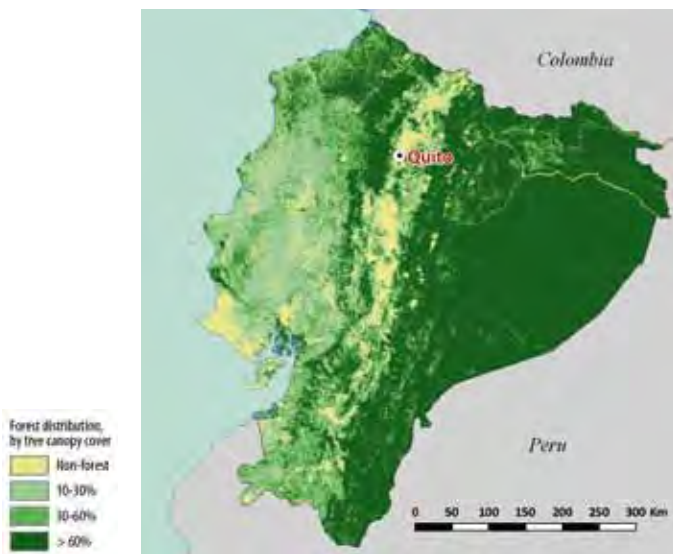 Colombia
Quito
Peru
0 50 100 150 200 250 300 Km
Forest distribution,
by tree canopy cover
Non-forest
10-30%
30-60%
> 60%